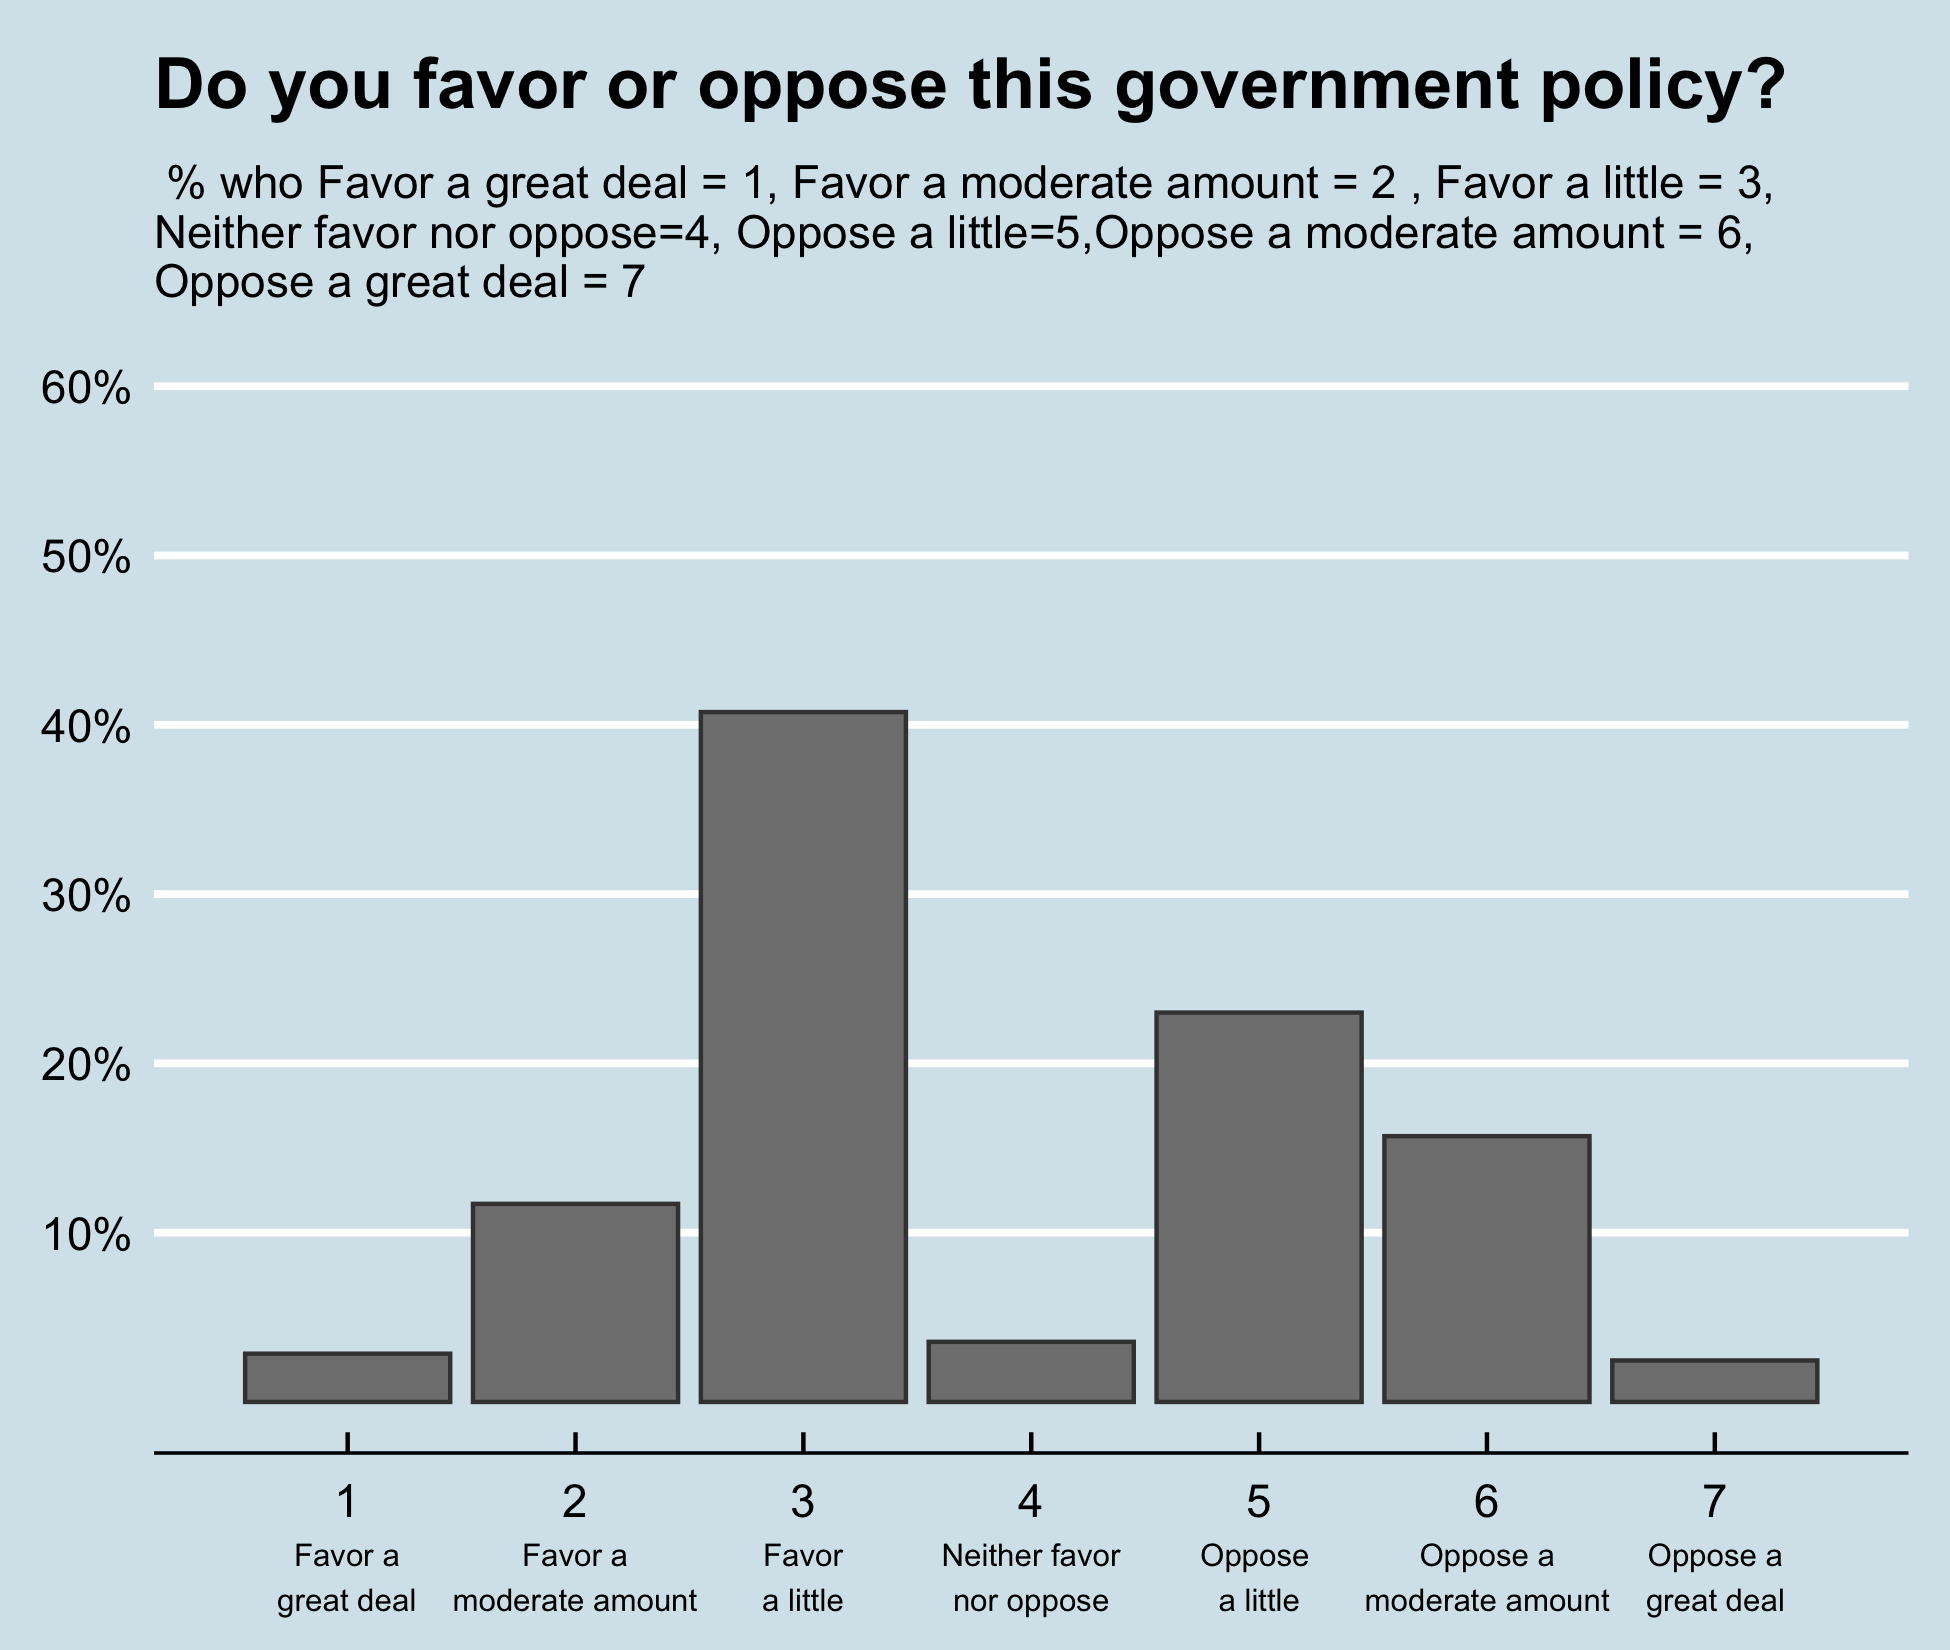 Do you favor or oppose this government policy?
% who Favor a great deal = 1, Favor a moderate amount = 2 , Favor a little = 3,
Neither favor nor oppose=4, Oppose a little=5,Oppose a moderate amount = 6,
Oppose a great deal = 7
60%
50%
40%
30%
20%
10%
1 2 3 4 5 6 7
Favor a Favor a Favor Neither favor Oppose Oppose a Oppose a
great deal moderate amount a little nor oppose a little moderate amount great deal